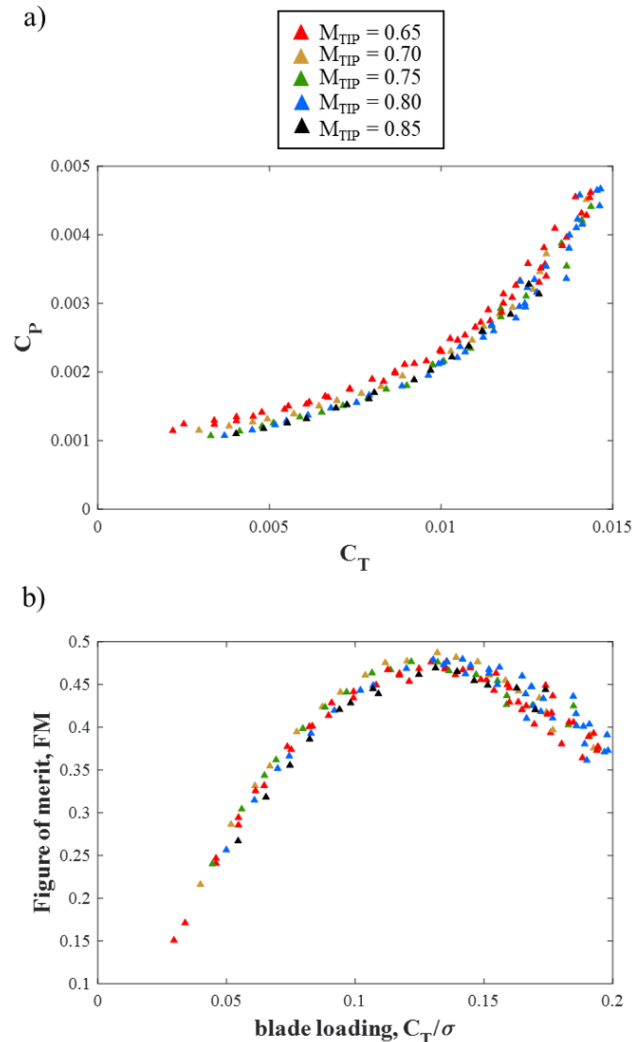 a)
M_TIP = 0.65
M_TIP = 0.70
M_TIP = 0.75
M_TIP = 0.80
M_TIP = 0.85
0.005
0.004
0.003
0.002
0.001
0
C_P
0 0.005 0.01 0.015
C_T
b)
0.5
0.45
0.4
0.35
0.3
0.25
0.2
0.15
0.1
Figure of merit, FM
0 0.05 0.1 0.15 0.2
blade loading, C_T/σ